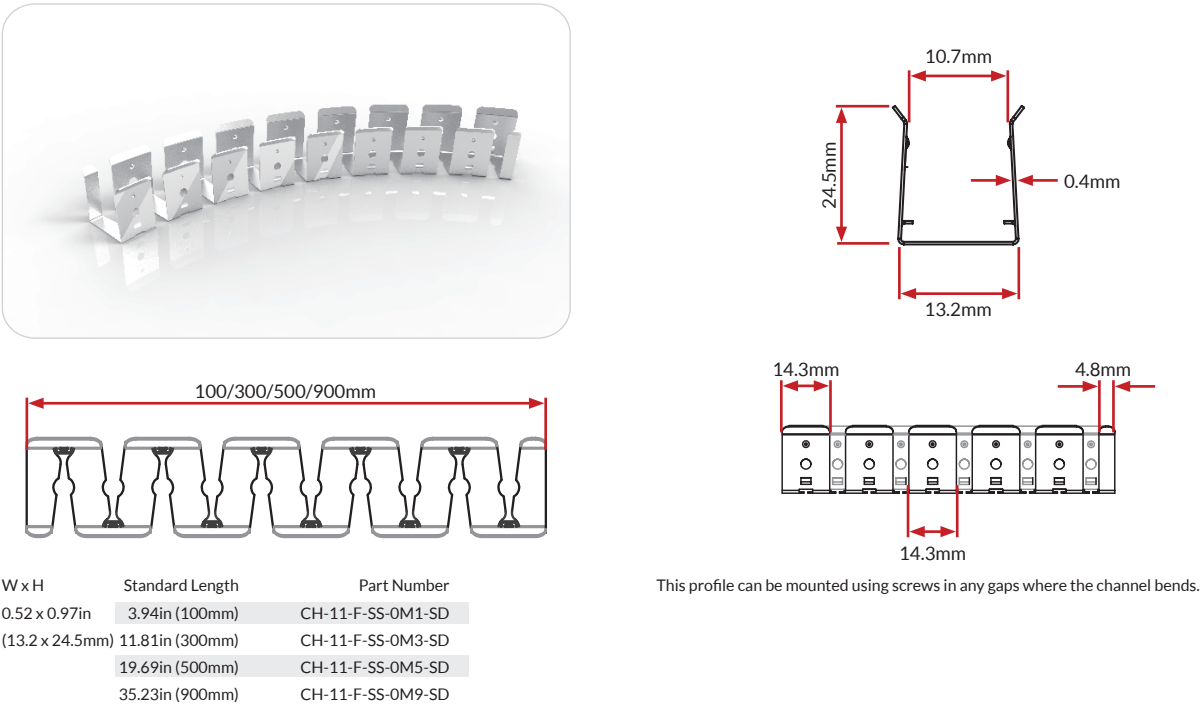 10.7mm
24.5mm
0.4mm
13.2mm
100/300/500/900mm
14.3mm
4.8mm
14.3mm
W x H Standard Length Part Number
0.52 x 0.97in 3.94in (100mm) CH-11-F-SS-0M1-SD
(13.2 x 24.5mm) 11.81in (300mm) CH-11-F-SS-0M3-SD
19.69in (500mm) CH-11-F-SS-0M5-SD
35.23in (900mm) CH-11-F-SS-0M9-SD
This profile can be mounted using screws in any gaps where the channel bends.